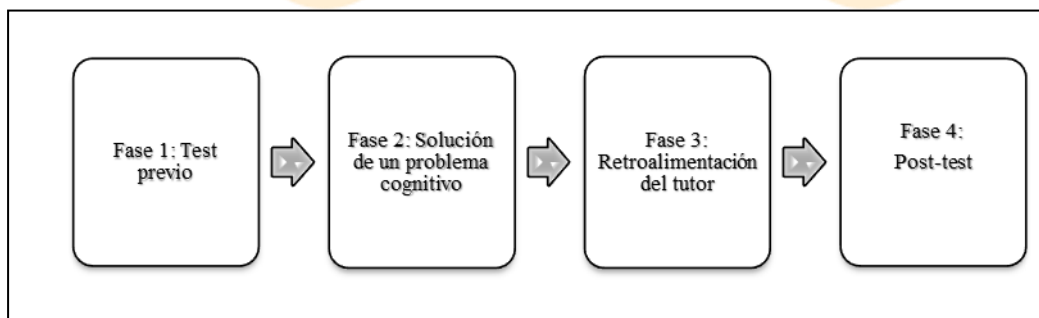 Fase 1: Test
previo
Fase 2: Solución
de un problema
cognitivo
Fase 3:
Retroalimentación
del tutor
Fase 4:
Post-test